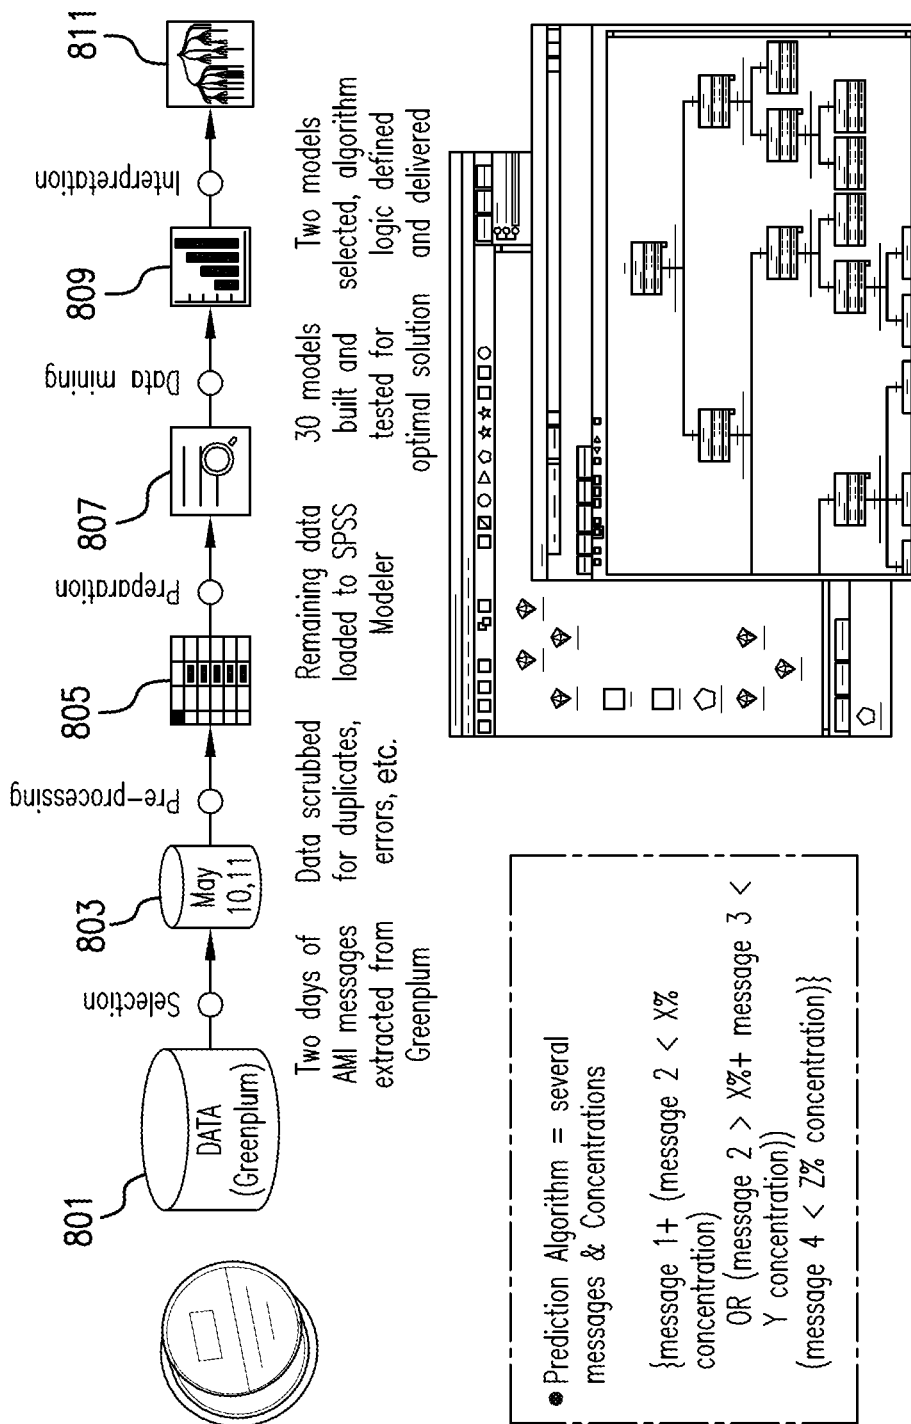 801
DATA
(Greenplum)
Selection
803
May
10,11
Pre-processing
805
Preparation
807
Data mining
809
Interpretation
811
Two days of
AMI messages
extracted from
Greenplum
Data scrubbed
for duplicates,
errors, etc.
Remaining data
loaded to SPSS
Modeler
30 models
built and
tested for
optimal solution
Two models
selected, algorithm
logic defined
and delivered
● Prediction Algorithm = several
messages & Concentrations
{message 1+ (message 2 < X%
concentration)
OR (message 2 > X%+ message 3 <
Y concentration))
(message 4 < Z% concentration)}